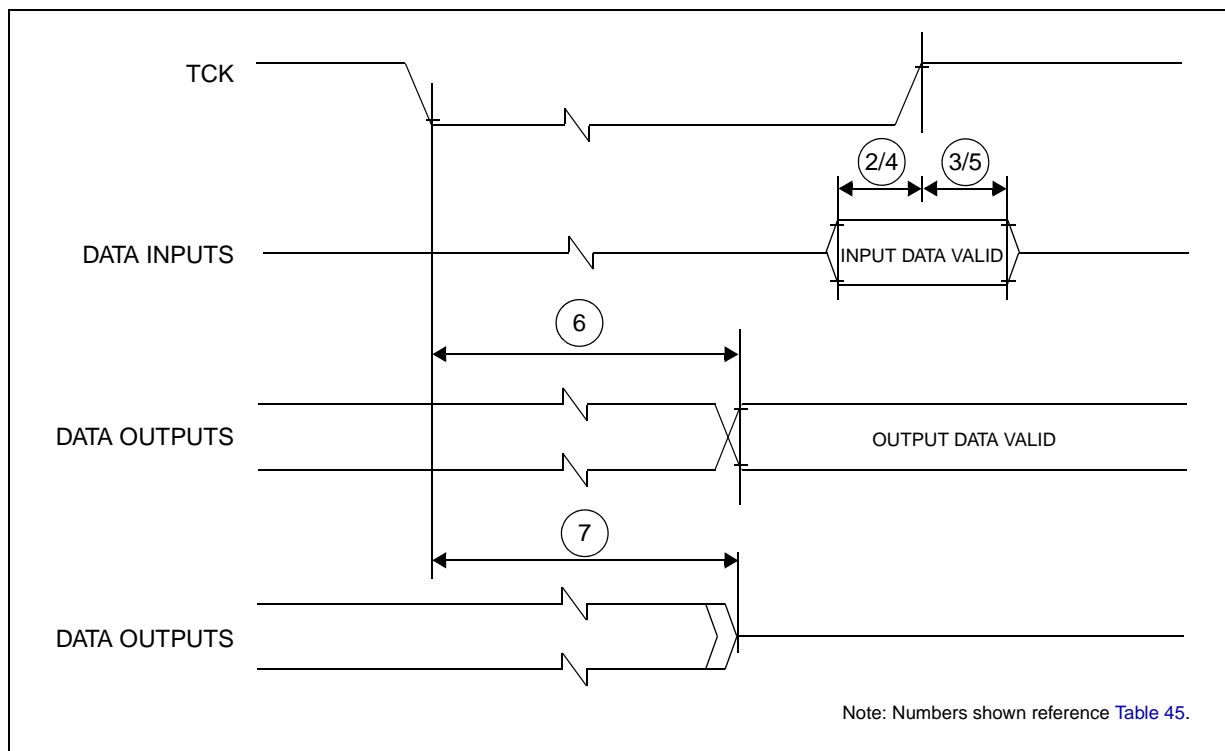 TCK
2/4
3/5
DATA INPUTS
INPUT DATA VALID
6
DATA OUTPUTS
OUTPUT DATA VALID
7
DATA OUTPUTS
Note: Numbers shown reference Table 45.